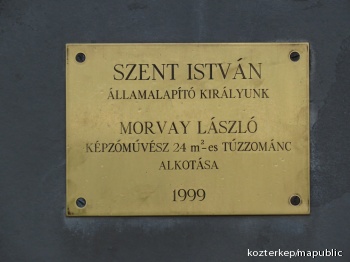 SZENT ISTVÁN
ÁLLAMALAPÍTÓ KIRÁLYUNK
MORVAY LÁSZLÓ
KÉPZŐMŰVÉSZ 24 m²-es TŰZZOMÁNC
ALKOTÁSA
1999
kozterkep/mapublic